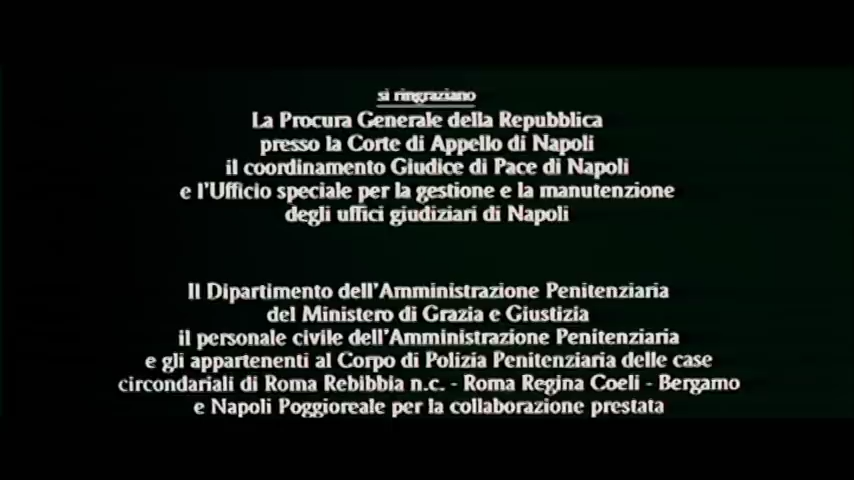 si ringraziano
La Procura Generale della Repubblica
presso la Corte di Appello di Napoli
il coordinamento Giudice di Pace di Napoli
e l'Ufficio speciale per la gestione e la manutenzione
degli uffici giudiziari di Napoli
Il Dipartimento dell'Amministrazione Penitenziaria
del Ministero di Grazia e Giustizia
il personale civile dell'Amministrazione Penitenziaria
e gli appartenenti al Corpo di Polizia Penitenziaria delle case
circondariali di Roma Rebibbia n.c. - Roma Regina Coeli - Bergamo
e Napoli Poggioreale per la collaborazione prestata